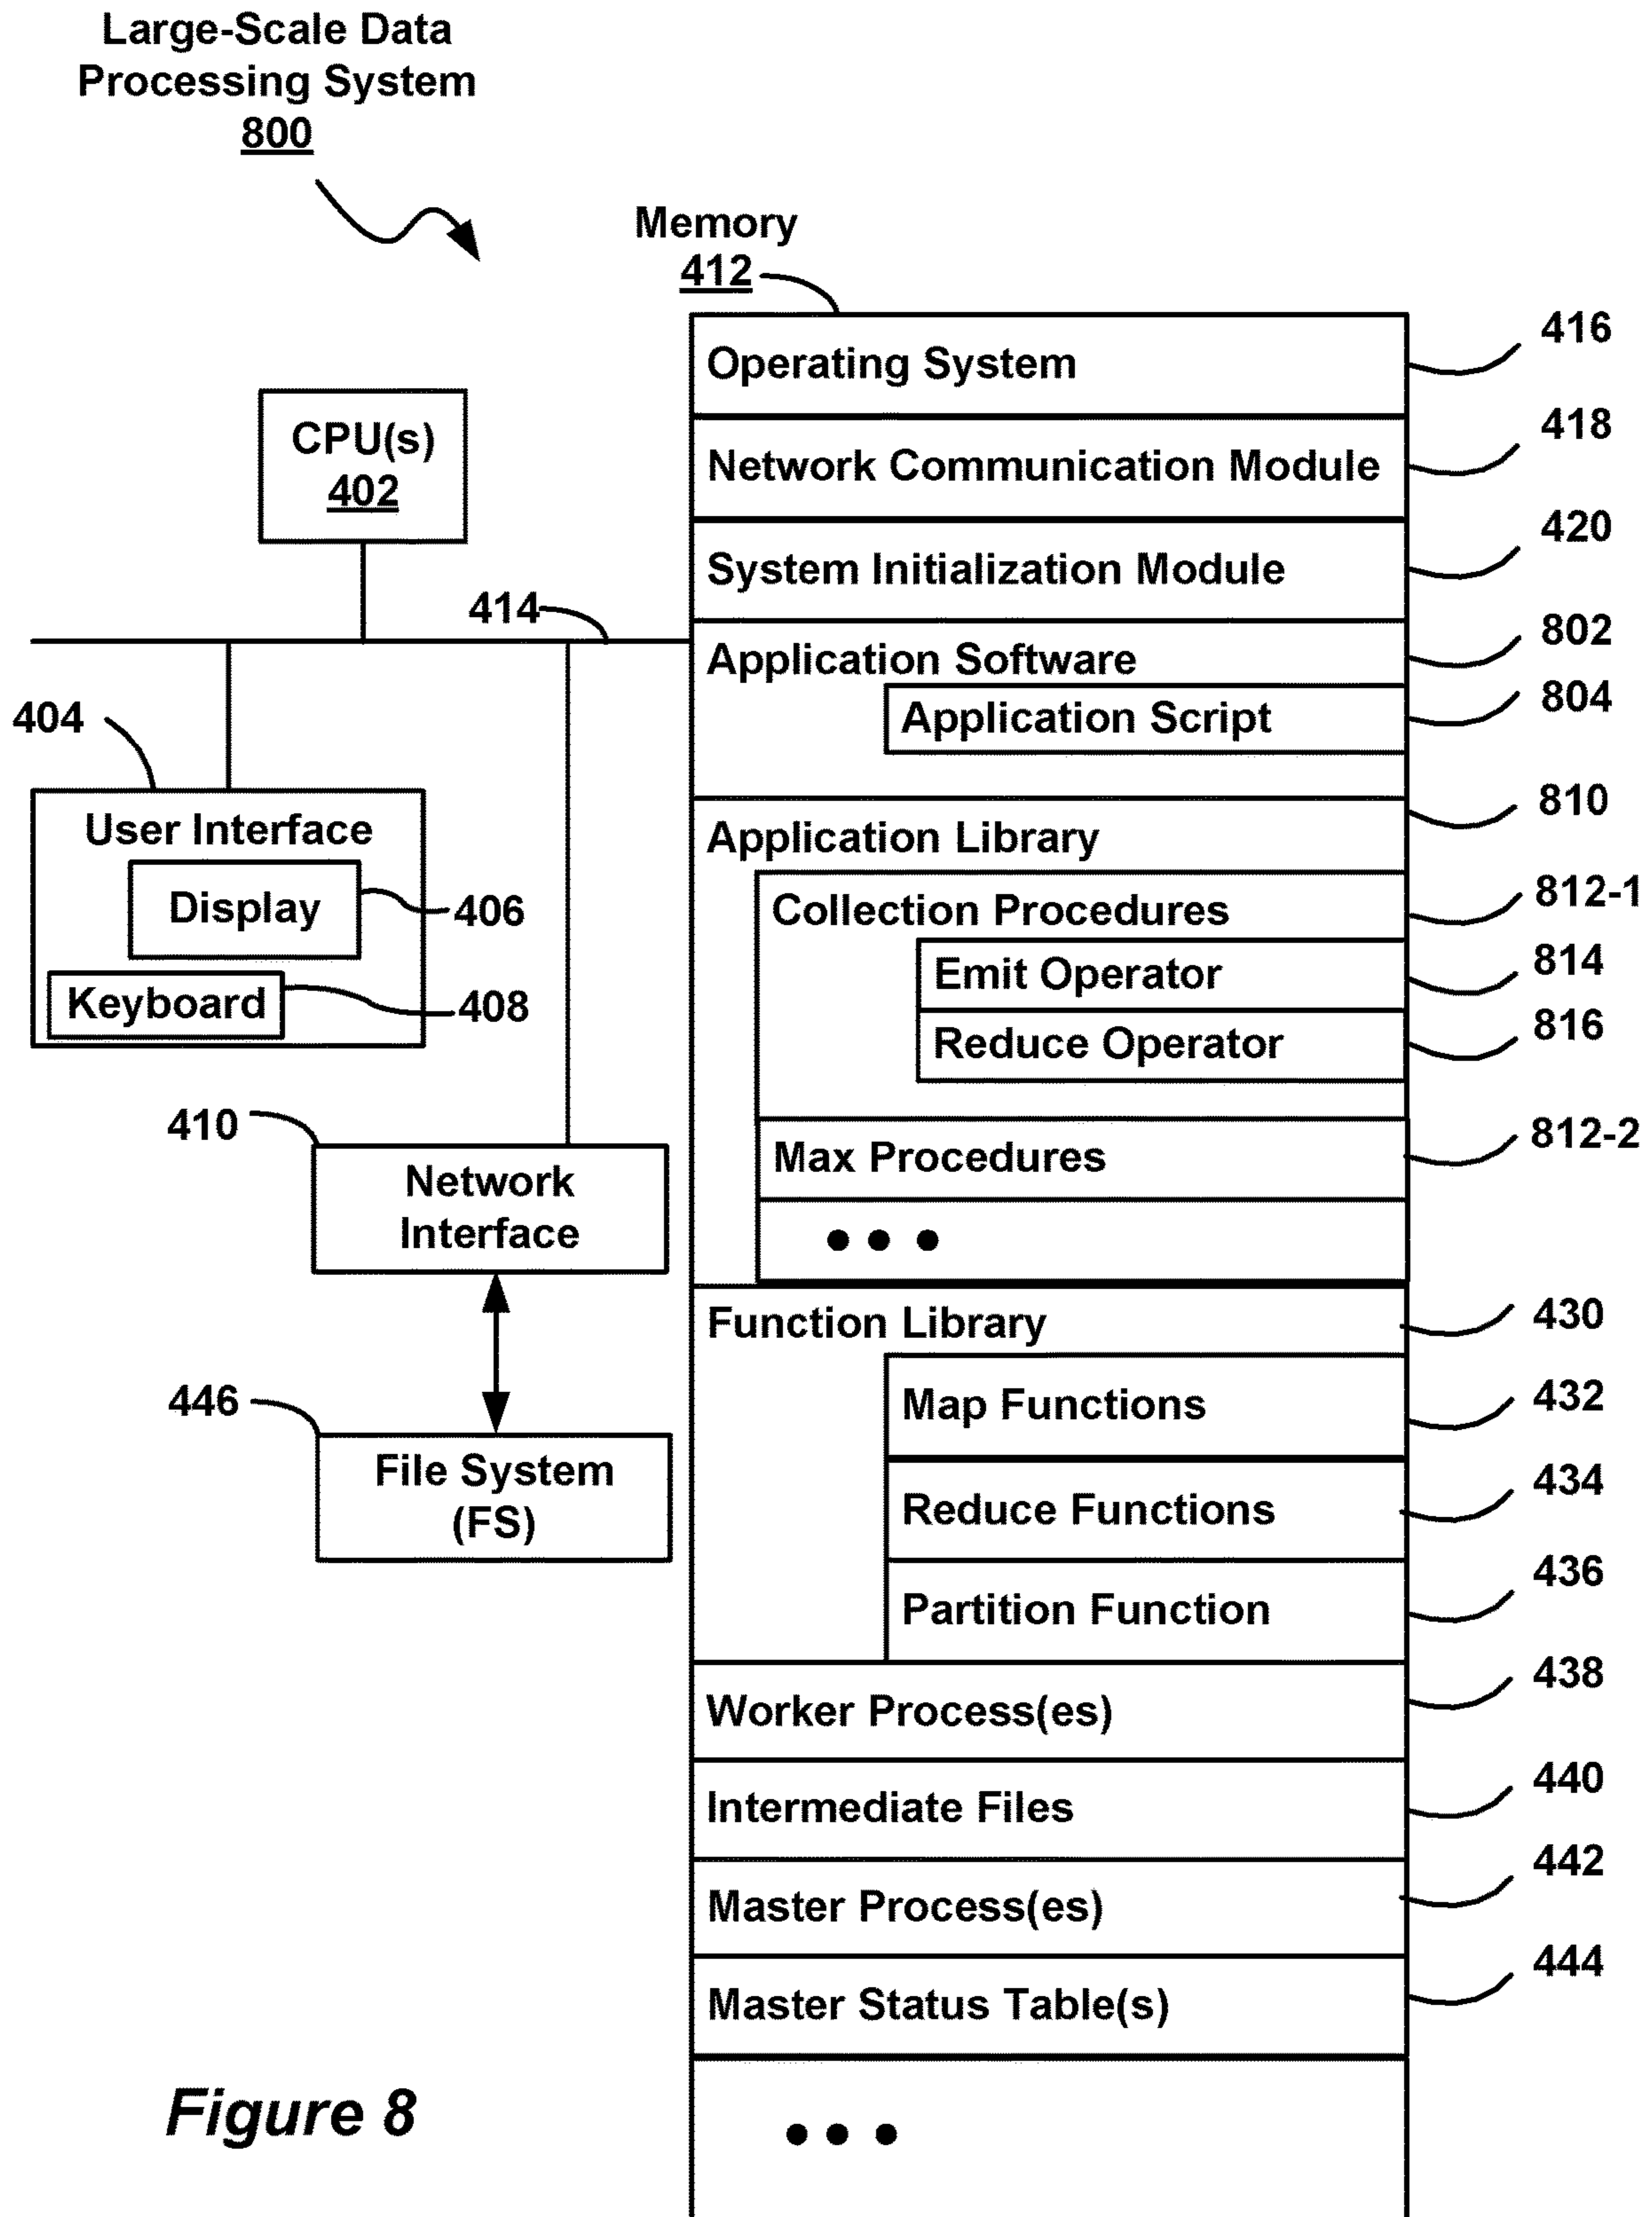 Large-Scale Data
Processing System
800
Memory
412
Operating System
416
Network Communication Module
418
System Initialization Module
420
CPU(s)
402
414
Application Software
802
Application Script
804
404
User Interface
Display
406
Keyboard
408
Application Library
810
Collection Procedures
812-1
Emit Operator
814
Reduce Operator
816
Max Procedures
812-2
410
Network
Interface
446
File System
(FS)
Function Library
430
Map Functions
432
Reduce Functions
434
Partition Function
436
Worker Process(es)
438
Intermediate Files
440
Master Process(es)
442
Master Status Table(s)
444
Figure 8